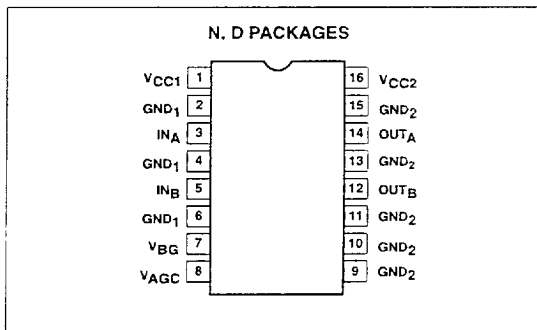 N, D PACKAGES
VCC1 1 16 VCC2
GND1 2 15 GND2
INA 3 14 OUTA
GND1 4 13 GND2
INB 5 12 OUTB
GND1 6 11 GND2
VBG 7 10 GND2
VAGC 8 9 GND2